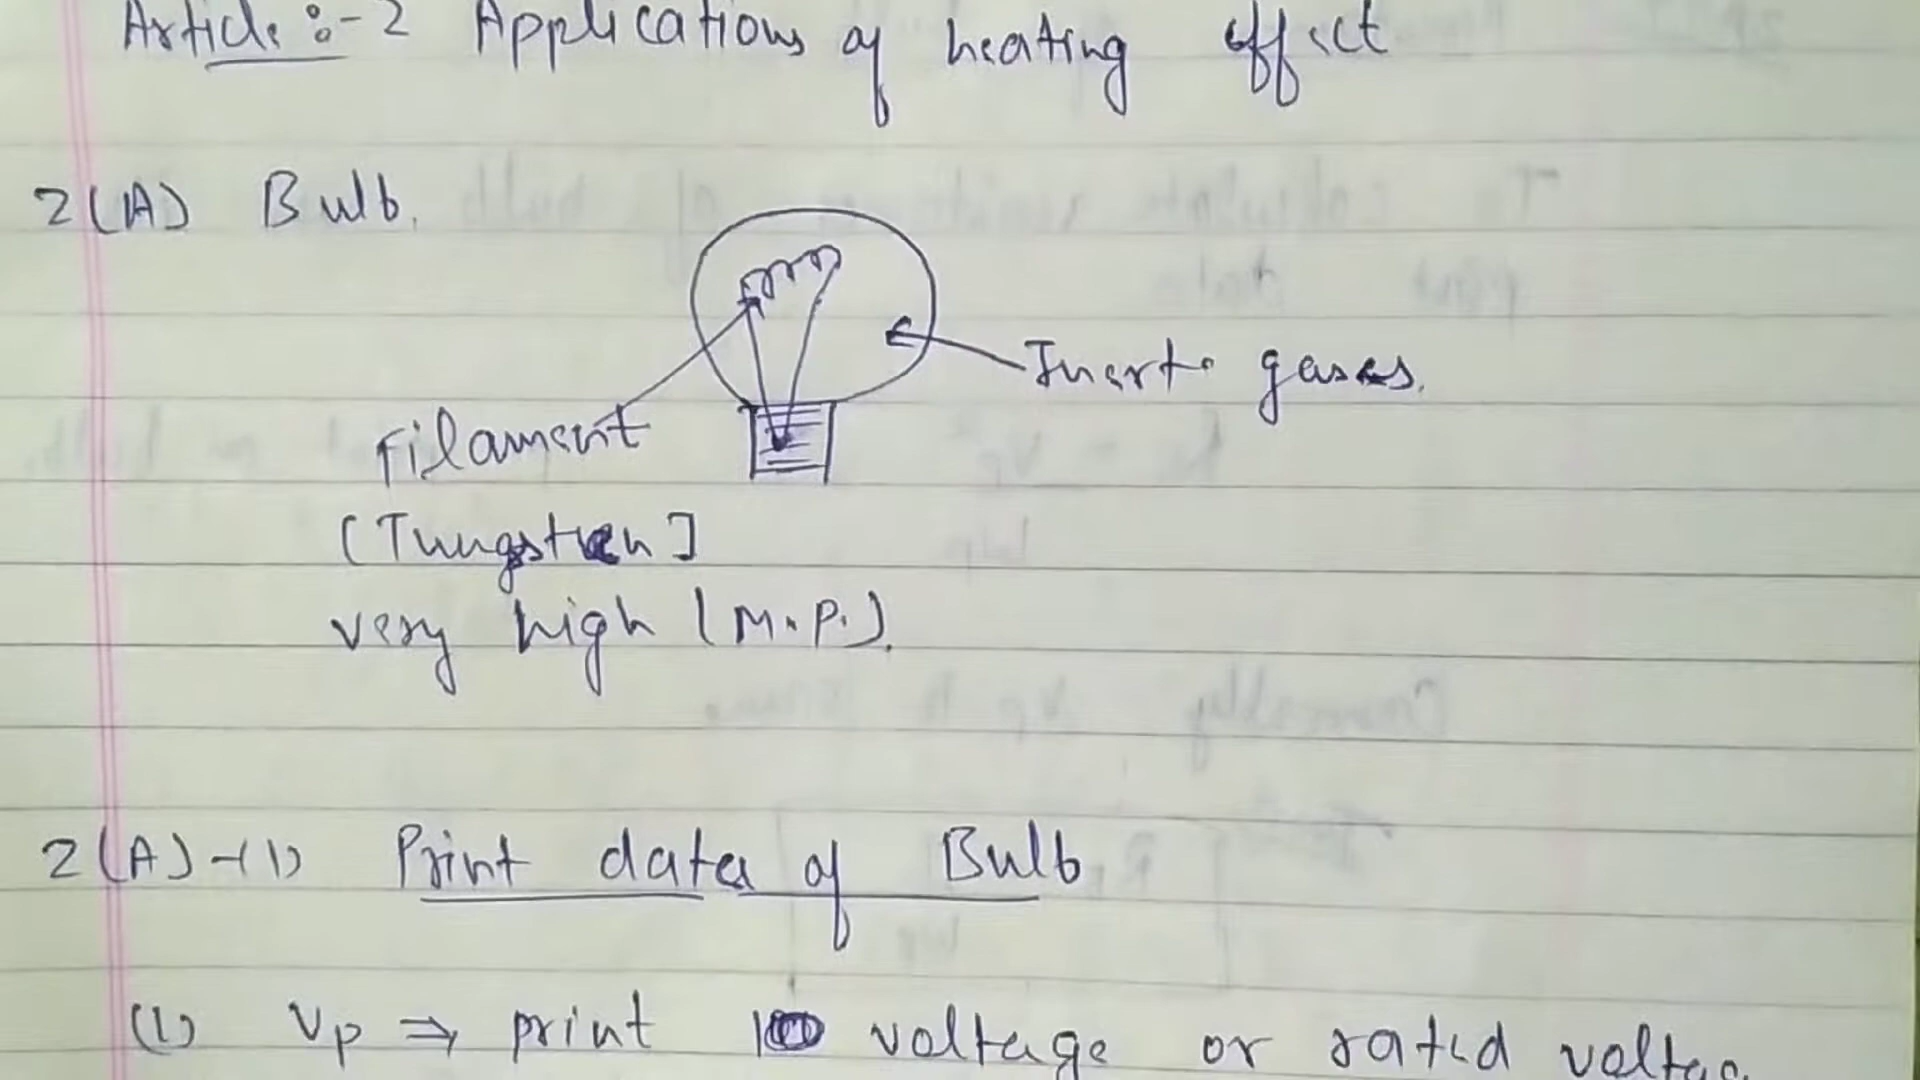 Article :- 2 Applications of heating effect
2(A) Bulb.
Inert gases.
Filament
[Tungsten]
very high (M.P.).
2(A)-(1) Print data of Bulb
(1) Vp ⇒ print voltage or rated voltage